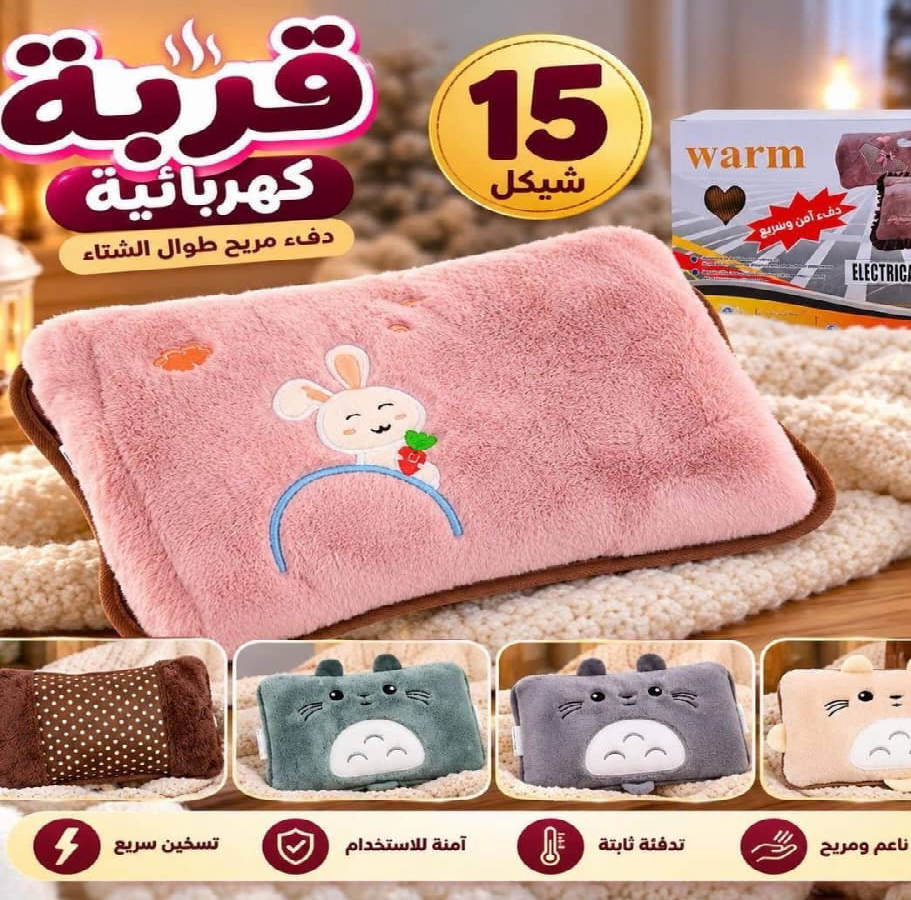 قربة
كهربائية
دفء مريح طوال الشتاء
15
شيكل
warm
دفء آمن وسريع
ELECTRICA
تسخين سريع
آمنة للاستخدام
تدفئة ثابتة
ناعم ومريح